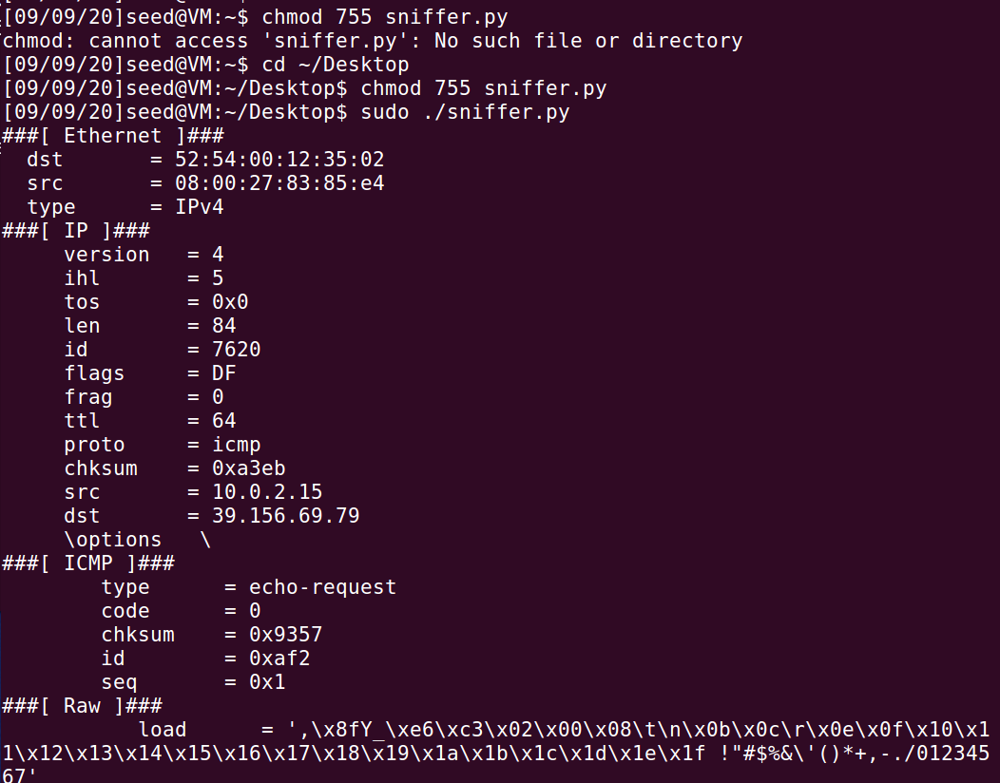 [09/09/20]seed@VM:~$ chmod 755 sniffer.py
chmod: cannot access 'sniffer.py': No such file or directory
[09/09/20]seed@VM:~$ cd ~/Desktop
[09/09/20]seed@VM:~/Desktop$ chmod 755 sniffer.py
[09/09/20]seed@VM:~/Desktop$ sudo ./sniffer.py
###[ Ethernet ]###
  dst       = 52:54:00:12:35:02
  src       = 08:00:27:83:85:e4
  type      = IPv4
###[ IP ]###
     version   = 4
     ihl       = 5
     tos       = 0x0
     len       = 84
     id        = 7620
     flags     = DF
     frag      = 0
     ttl       = 64
     proto     = icmp
     chksum    = 0xa3eb
     src       = 10.0.2.15
     dst       = 39.156.69.79
     \options   \
###[ ICMP ]###
        type      = echo-request
        code      = 0
        chksum    = 0x9357
        id        = 0xaf2
        seq       = 0x1
###[ Raw ]###
           load      = ',\x8fY_\xe6\xc3\x02\x00\x08\t\n\x0b\x0c\r\x0e\x0f\x10\x1
1\x12\x13\x14\x15\x16\x17\x18\x19\x1a\x1b\x1c\x1d\x1e\x1f !"#$%&\'()*+,-./012345
67'